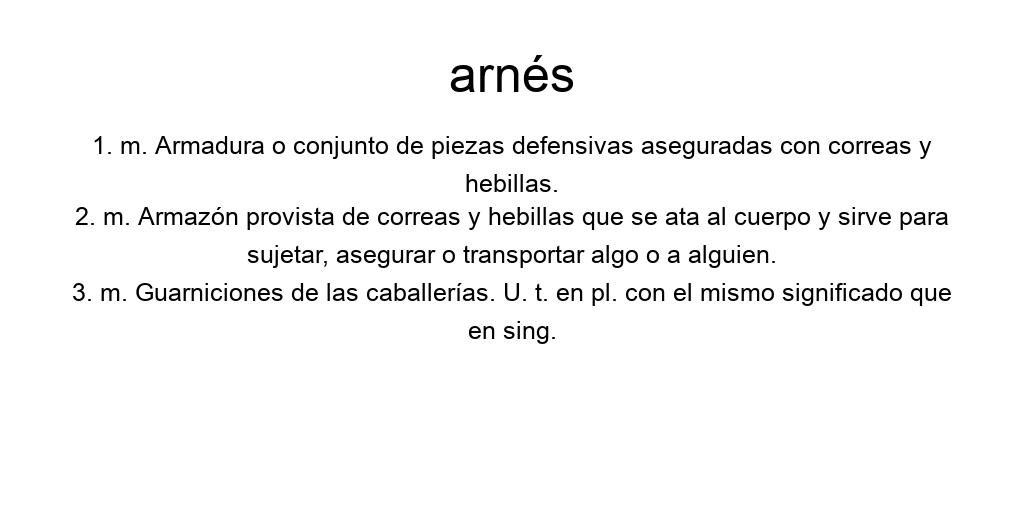 arnés
1. m. Armadura o conjunto de piezas defensivas aseguradas con correas y
hebillas.
2. m. Armazón provista de correas y hebillas que se ata al cuerpo y sirve para
sujetar, asegurar o transportar algo o a alguien.
3. m. Guarniciones de las caballerías. U. t. en pl. con el mismo significado que
en sing.